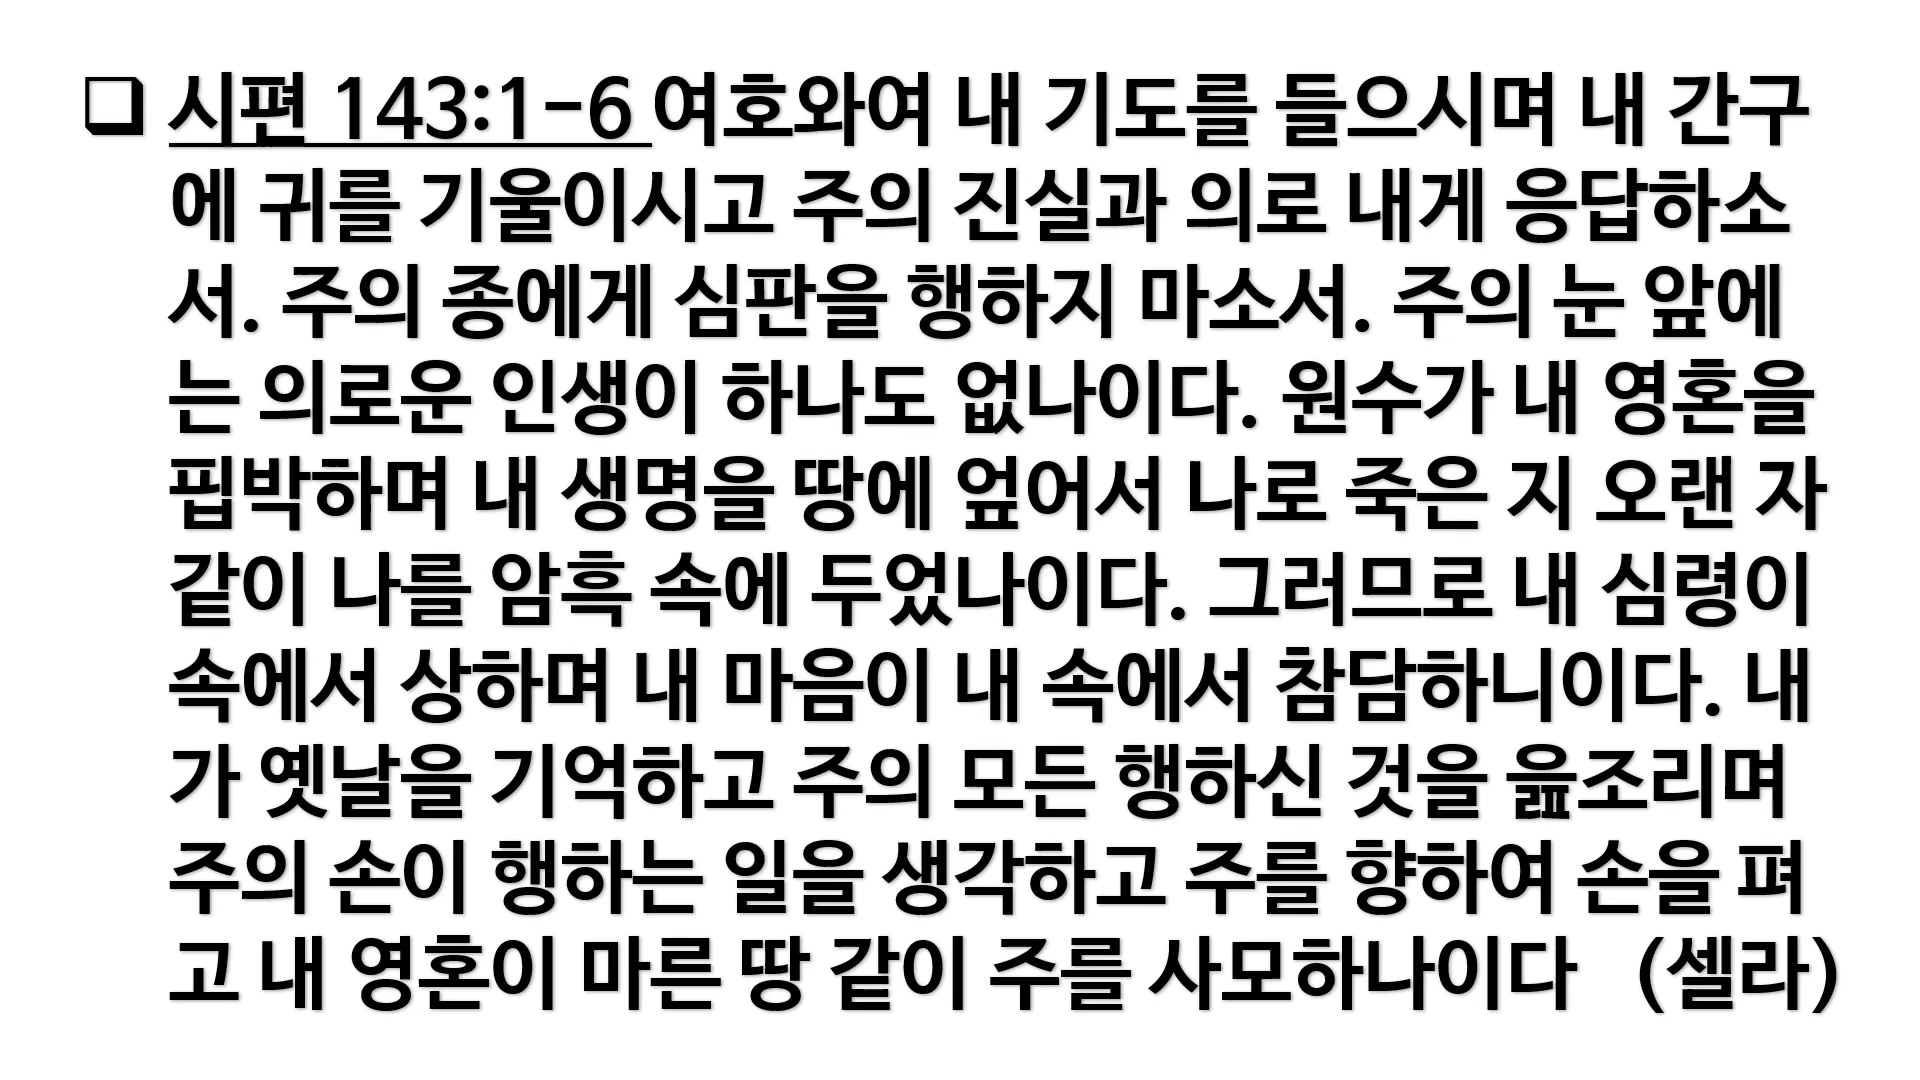 ❑ 시편 143:1-6 여호와여 내 기도를 들으시며 내 간구
에 귀를 기울이시고 주의 진실과 의로 내게 응답하소
서. 주의 종에게 심판을 행하지 마소서. 주의 눈 앞에
는 의로운 인생이 하나도 없나이다. 원수가 내 영혼을
핍박하며 내 생명을 땅에 엎어서 나로 죽은 지 오랜 자
같이 나를 암흑 속에 두었나이다. 그러므로 내 심령이
속에서 상하며 내 마음이 내 속에서 참담하니이다. 내
가 옛날을 기억하고 주의 모든 행하신 것을 읊조리며
주의 손이 행하는 일을 생각하고 주를 향하여 손을 펴
고 내 영혼이 마른 땅 같이 주를 사모하나이다 (셀라)